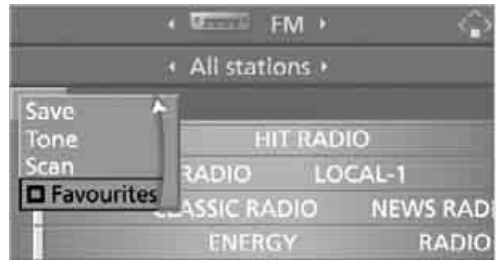 FM
All stations
Save
Tone
Scan
Favourites
HIT RADIO
RADIO LOCAL-1
CLASSIC RADIO NEWS RAD
ENERGY RADIO